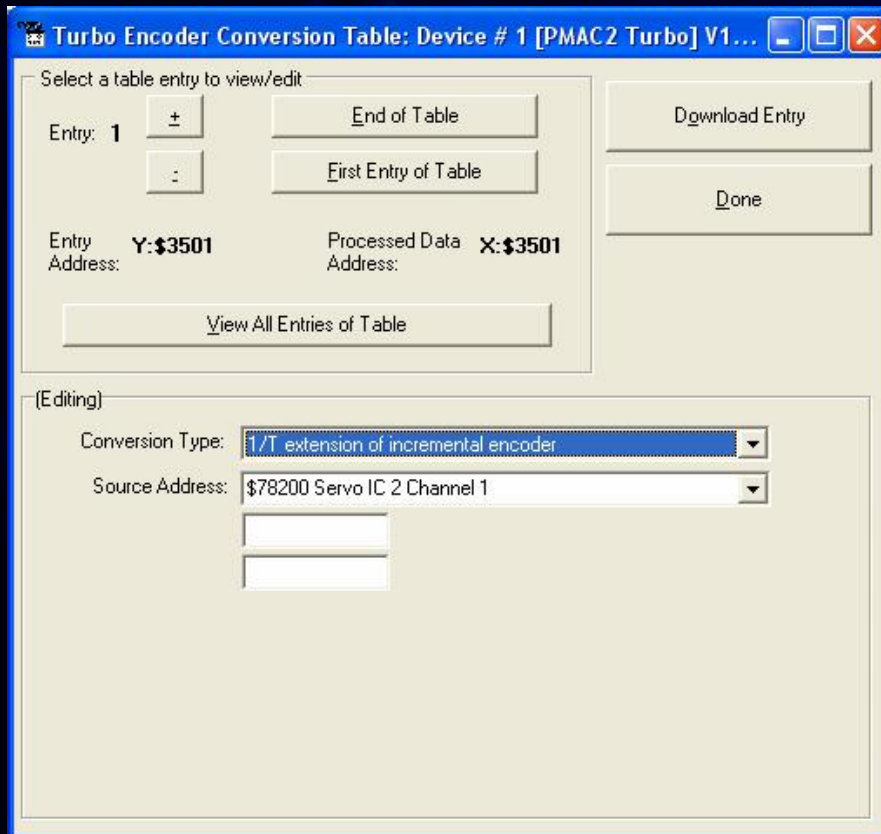 Turbo Encoder Conversion Table: Device # 1 [PMAC2 Turbo] V1...
Select a table entry to view/edit
Entry: 1
+
End of Table
Download Entry
-
First Entry of Table
Done
Entry Address: Y:$3501
Processed Data Address: X:$3501
View All Entries of Table
(Editing)
Conversion Type: 1/T extension of incremental encoder
Source Address: $78200 Servo IC 2 Channel 1